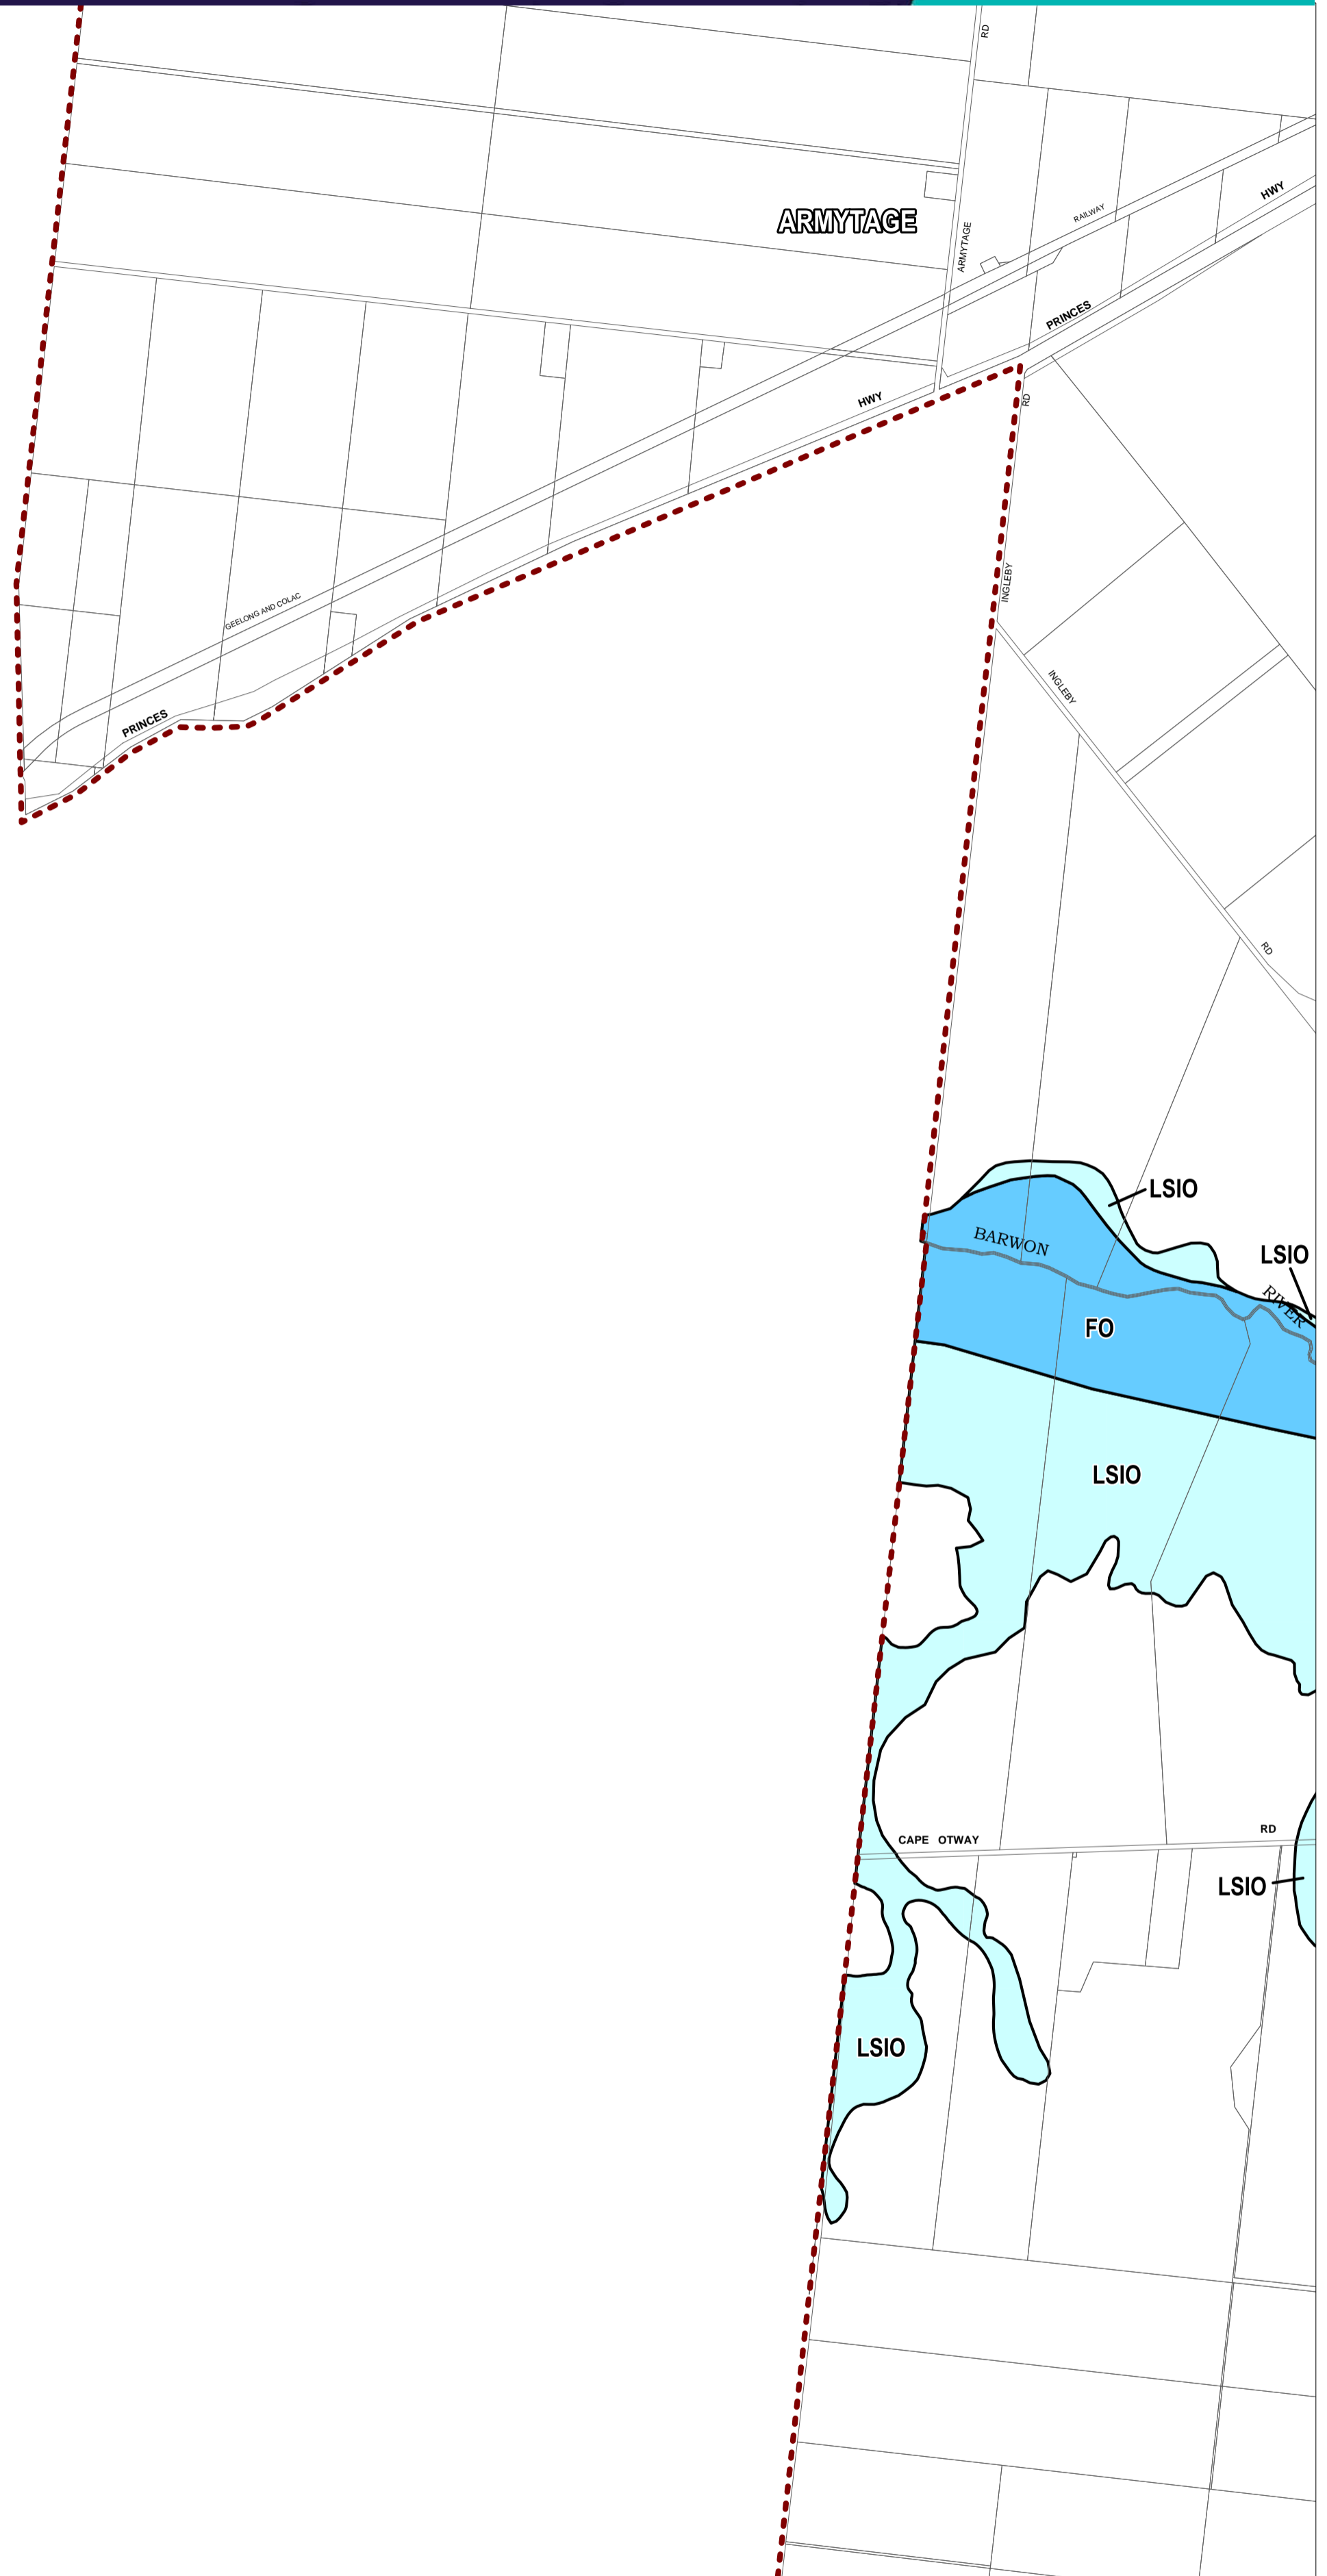 RD
HWY
RAILWAY
ARMYTAGE
ARMYTAGE
PRINCES
HWY
RD
INGLEBY
GEELONG AND COLAC
INGLEBY
PRINCES
RD
LSIO
BARWON
LSIO
RIVER
FO
LSIO
RD
CAPE OTWAY
LSIO
LSIO